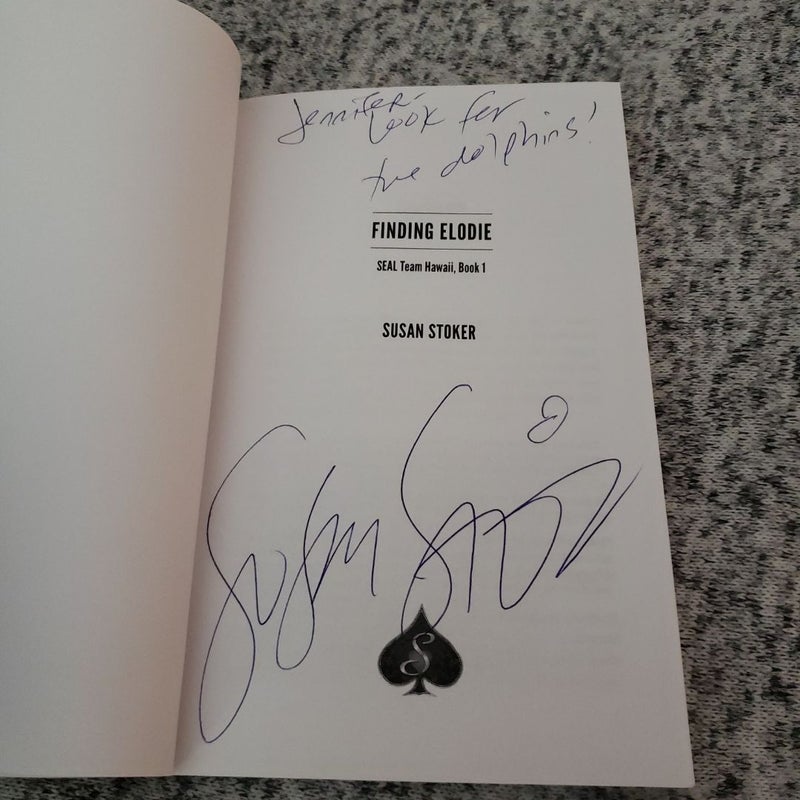 Jennifer-
Look for
the dolphins!
FINDING ELODIE
SEAL Team Hawaii, Book 1
SUSAN STOKER
Susan Stoker
S